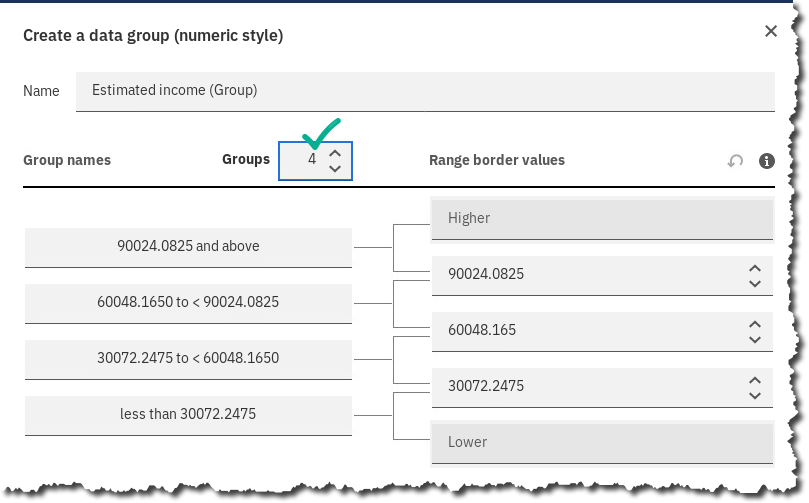 Create a data group (numeric style)
Name Estimated income (Group)
Group names Groups 4 Range border values
Higher
90024.0825 and above
90024.0825
60048.1650 to < 90024.0825
60048.165
30072.2475 to < 60048.1650
30072.2475
less than 30072.2475
Lower